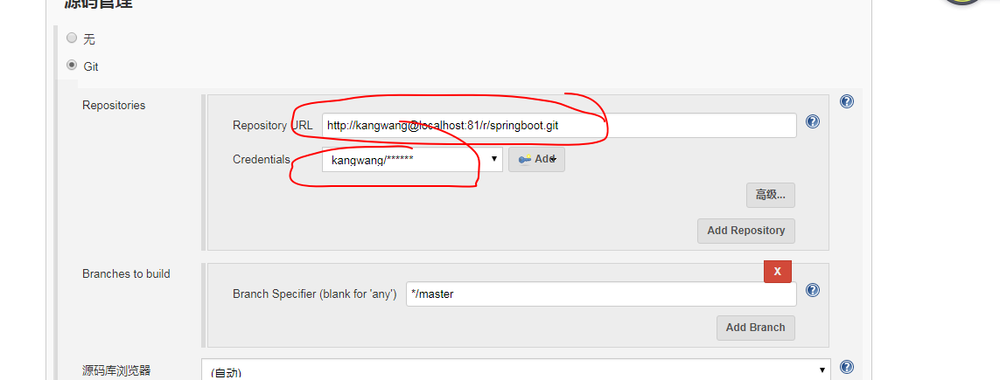 源码管理
无
Git
Repositories
Repository URL http://kangwang@localhost:81/r/springboot.git
Credentials kangwang/****** Add
高级...
Add Repository
X
Branches to build
Branch Specifier (blank for 'any') */master
Add Branch
源码库浏览器 (自动)